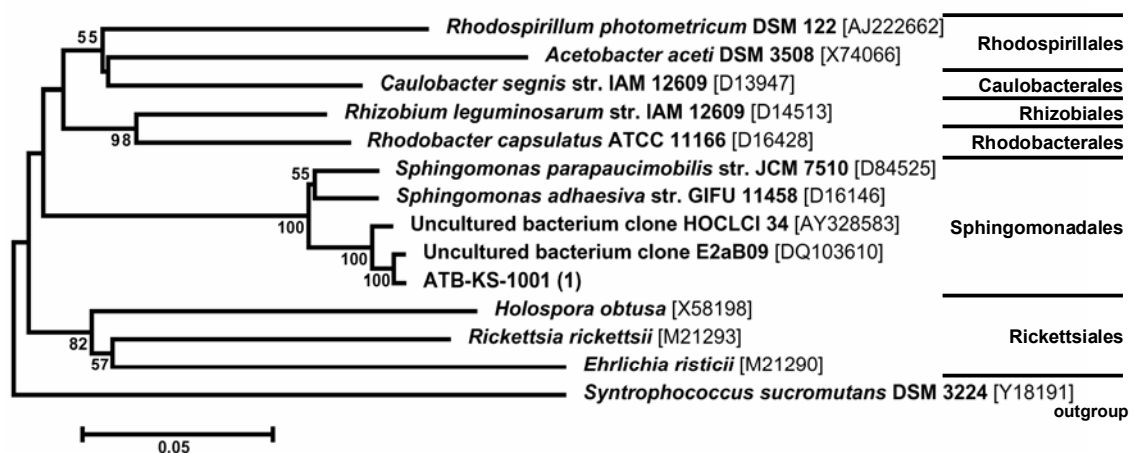 Rhodospirillum photometricum DSM 122 [AJ222662]
55
Rhodospirillales
Acetobacter aceti DSM 3508 [X74066]
Caulobacter segnis str. IAM 12609 [D13947]
Caulobacterales
Rhizobium leguminosarum str. IAM 12609 [D14513]
Rhizobiales
98
Rhodobacter capsulatus ATCC 11166 [D16428]
Rhodobacterales
Sphingomonas parapaucimobilis str. JCM 7510 [D84525]
55
Sphingomonas adhaesiva str. GIFU 11458 [D16146]
100
Uncultured bacterium clone HOCLCI 34 [AY328583]
Sphingomonadales
Uncultured bacterium clone E2aB09 [DQ103610]
100
100
ATB-KS-1001 (1)
Holospora obtusa [X58198]
82
Rickettsia rickettsii [M21293]
Rickettsiales
57
Ehrlichia risticii [M21290]
Syntrophococcus sucromutans DSM 3224 [Y18191]
outgroup
0.05